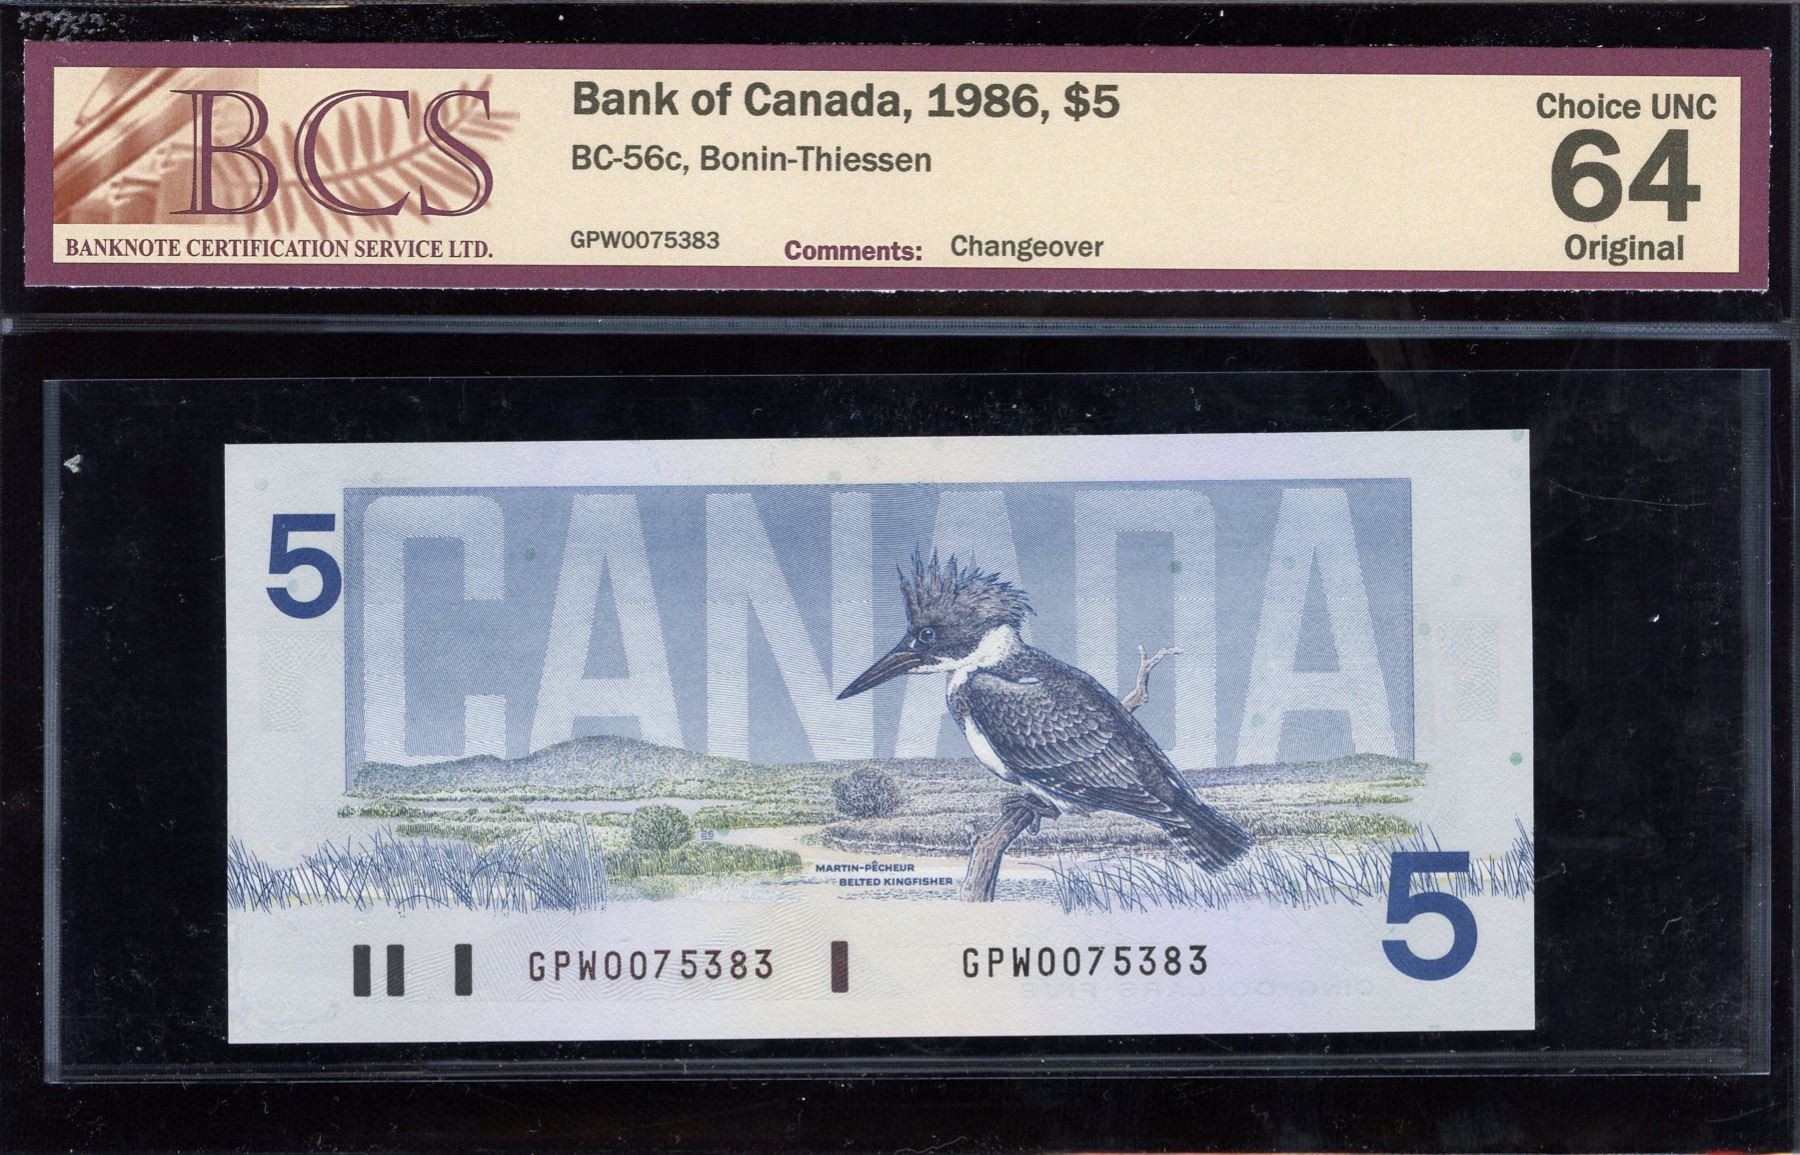 BCS
BANKNOTE CERTIFICATION SERVICE LTD.
Bank of Canada, 1986, $5
BC-56c, Bonin-Thiessen
GPW0075383
Comments: Changeover
Choice UNC
64
Original
5
CANADA
26
MARTIN-PÊCHEUR
BELTED KINGFISHER
5
GPW0075383
GPW0075383